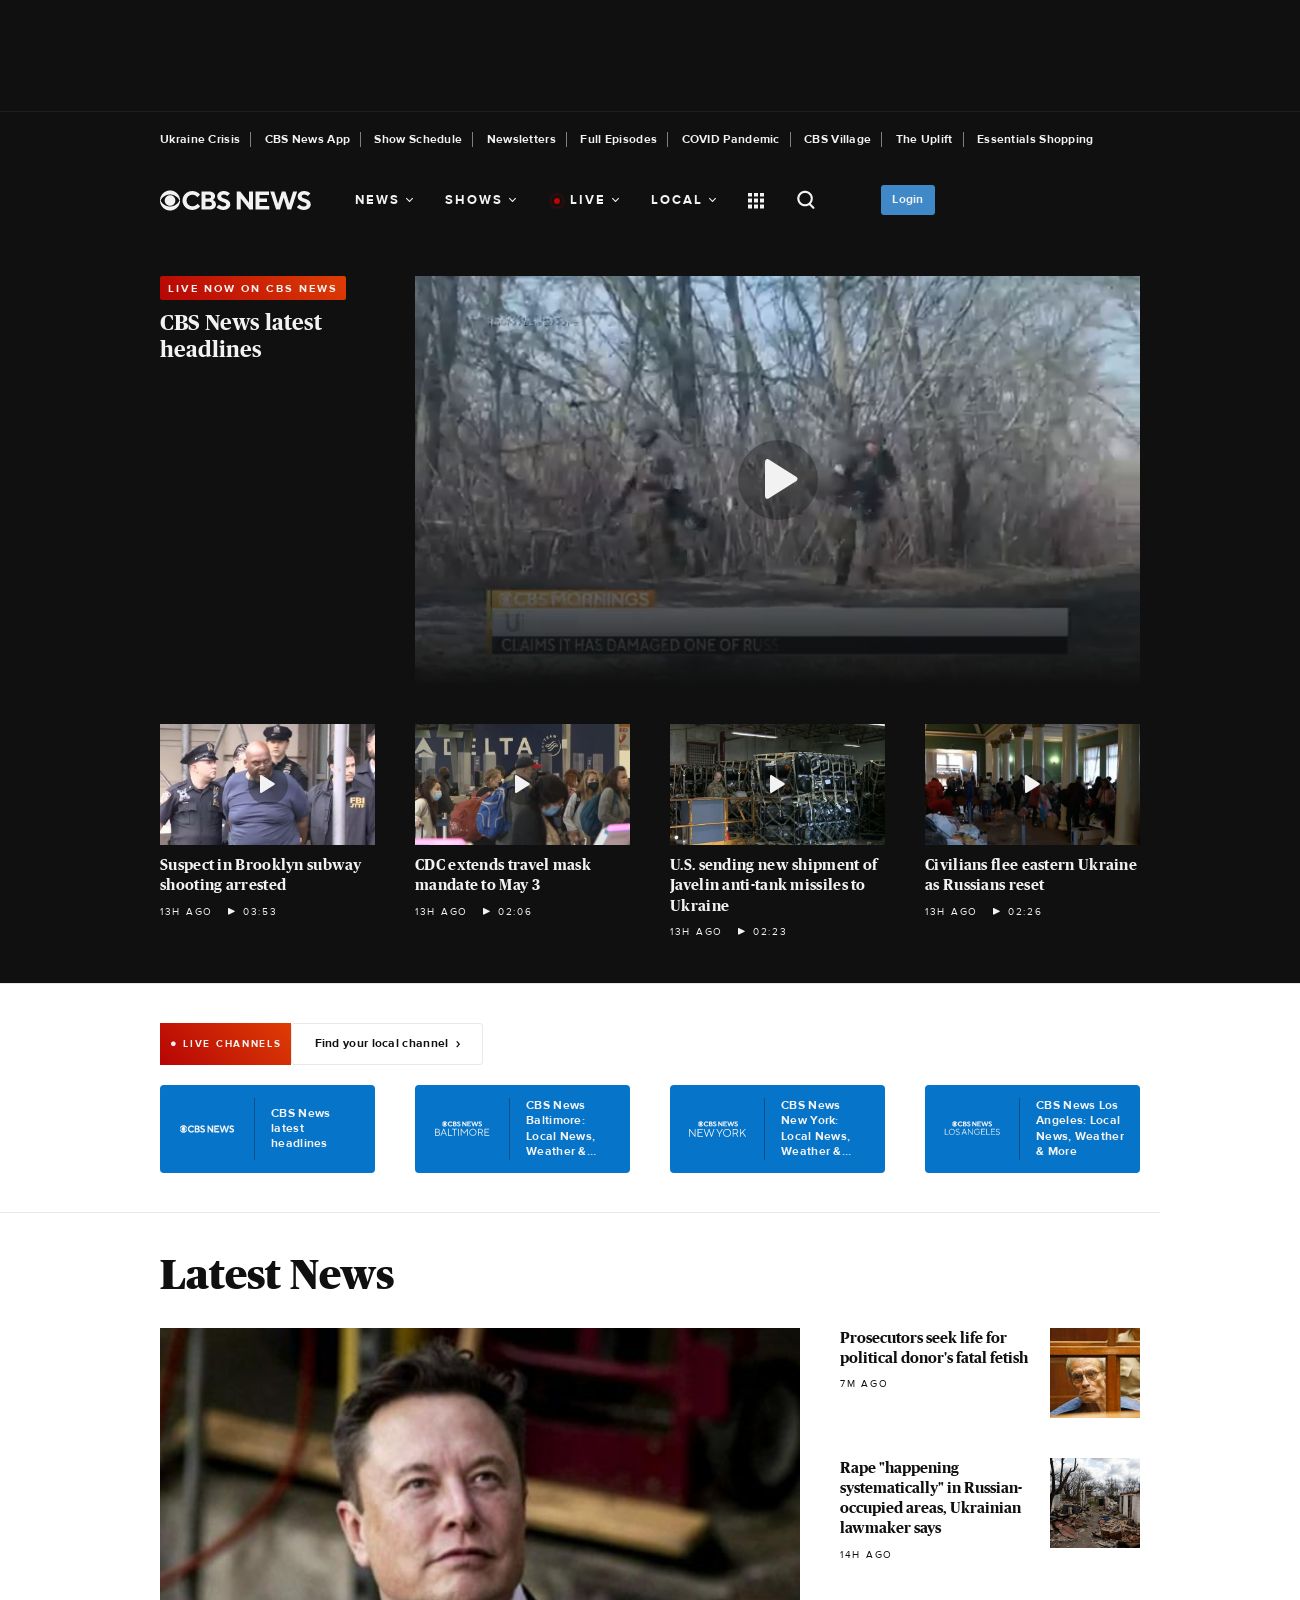 Ukraine Crisis CBS News App Show Schedule Newsletters Full Episodes COVID Pandemic CBS Village The Uplift Essentials Shopping
CBS NEWS NEWS SHOWS LIVE LOCAL Login
LIVE NOW ON CBS NEWS
CBS News latest
headlines
CBS MORNINGS
CLAIMS IT HAS DAMAGED ONE OF RUSS
DELTA
FBI
Suspect in Brooklyn subway
shooting arrested
13H AGO 03:53
CDC extends travel mask
mandate to May 3
13H AGO 02:06
U.S. sending new shipment of
Javelin anti-tank missiles to
Ukraine
13H AGO 02:23
Civilians flee eastern Ukraine
as Russians reset
13H AGO 02:26
LIVE CHANNELS
Find your local channel ›
CBS NEWS
CBS News
latest
headlines
CBS NEWS
BALTIMORE
CBS News
Baltimore:
Local News,
Weather &...
CBS NEWS
NEW YORK
CBS News
New York:
Local News,
Weather &...
CBS NEWS
LOS ANGELES
CBS News Los
Angeles: Local
News, Weather
& More
Latest News
Prosecutors seek life for
political donor's fatal fetish
7M AGO
Rape "happening
systematically" in Russian-
occupied areas, Ukrainian
lawmaker says
14H AGO